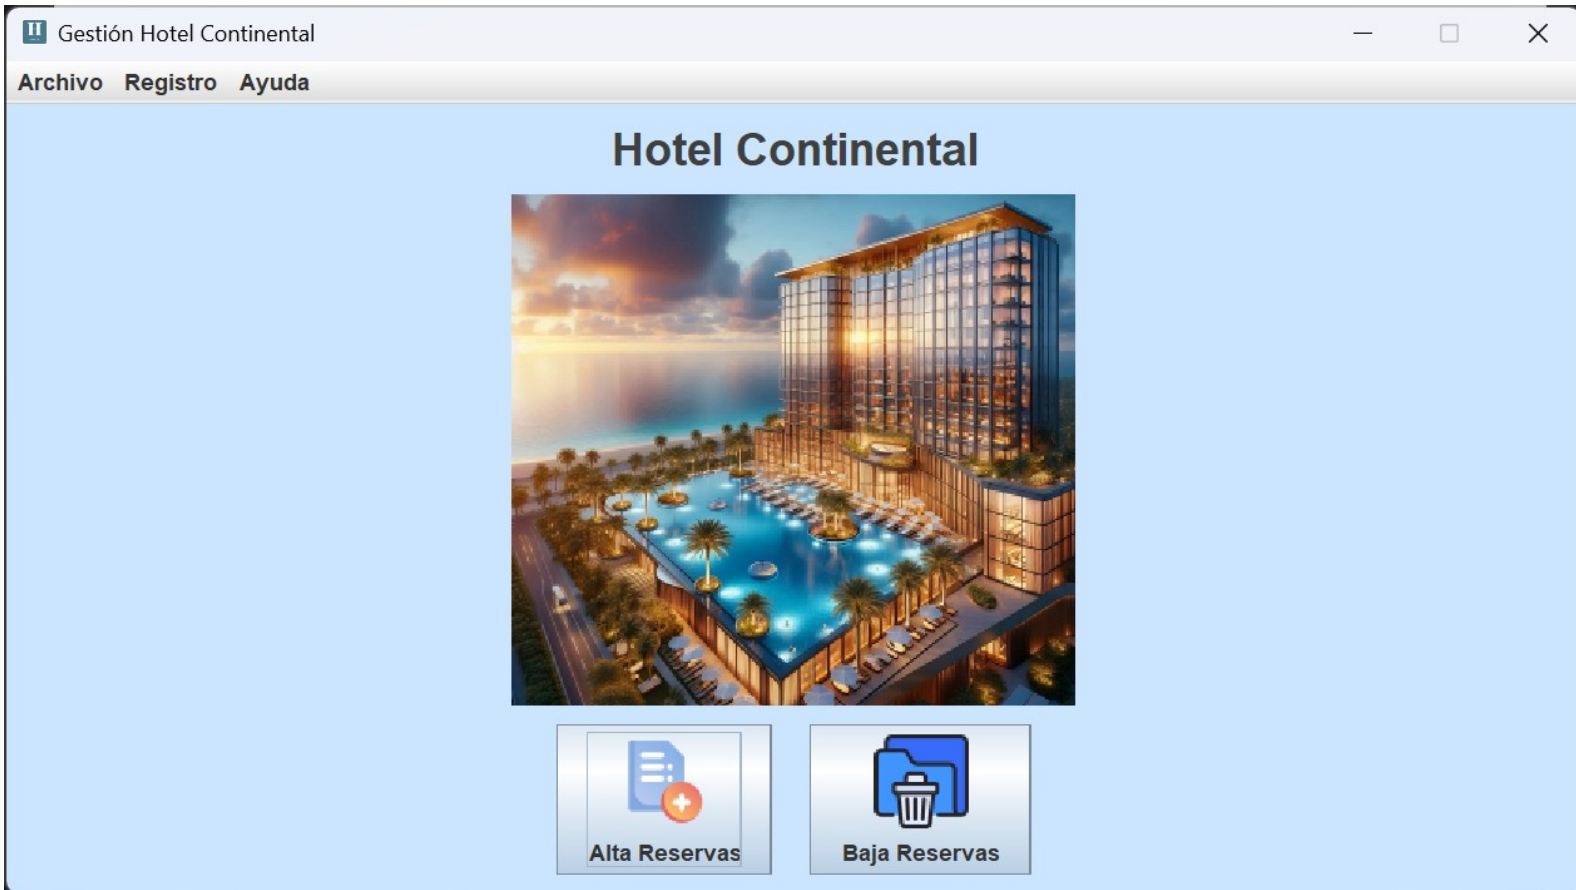 Gestión Hotel Continental
Archivo Registro Ayuda
Hotel Continental
Alta Reservas
Baja Reservas